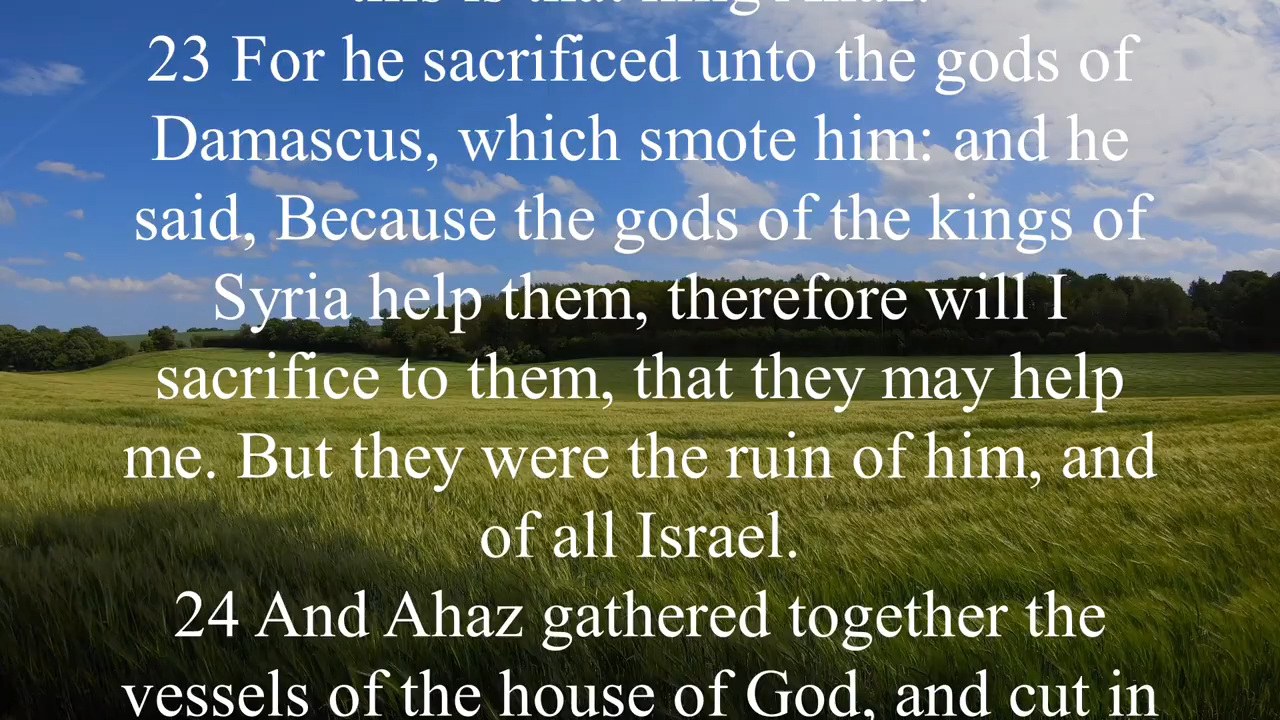 this is that king Ahaz.
23 For he sacrificed unto the gods of
Damascus, which smote him: and he
said, Because the gods of the kings of
Syria help them, therefore will I
sacrifice to them, that they may help
me. But they were the ruin of him, and
of all Israel.
24 And Ahaz gathered together the
vessels of the house of God, and cut in